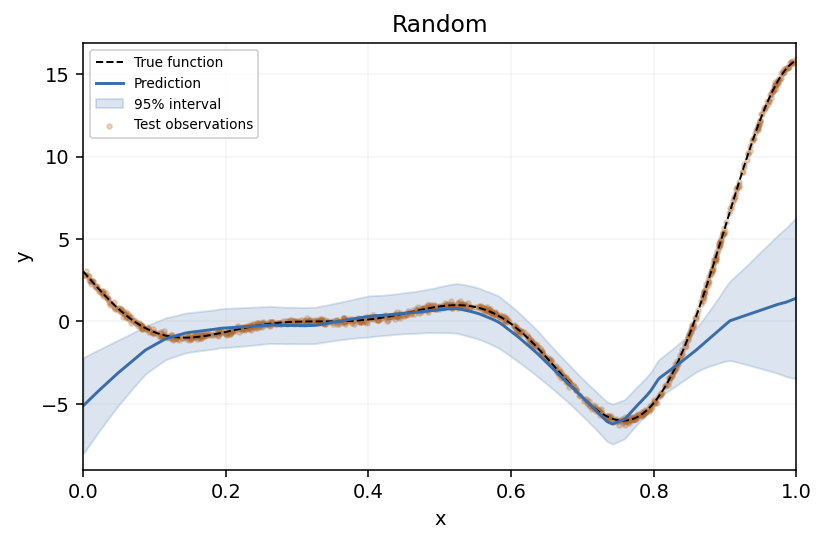 Random
True function
Prediction
95% interval
Test observations
15
10
5
0
−5
y
0.0 0.2 0.4 0.6 0.8 1.0
x